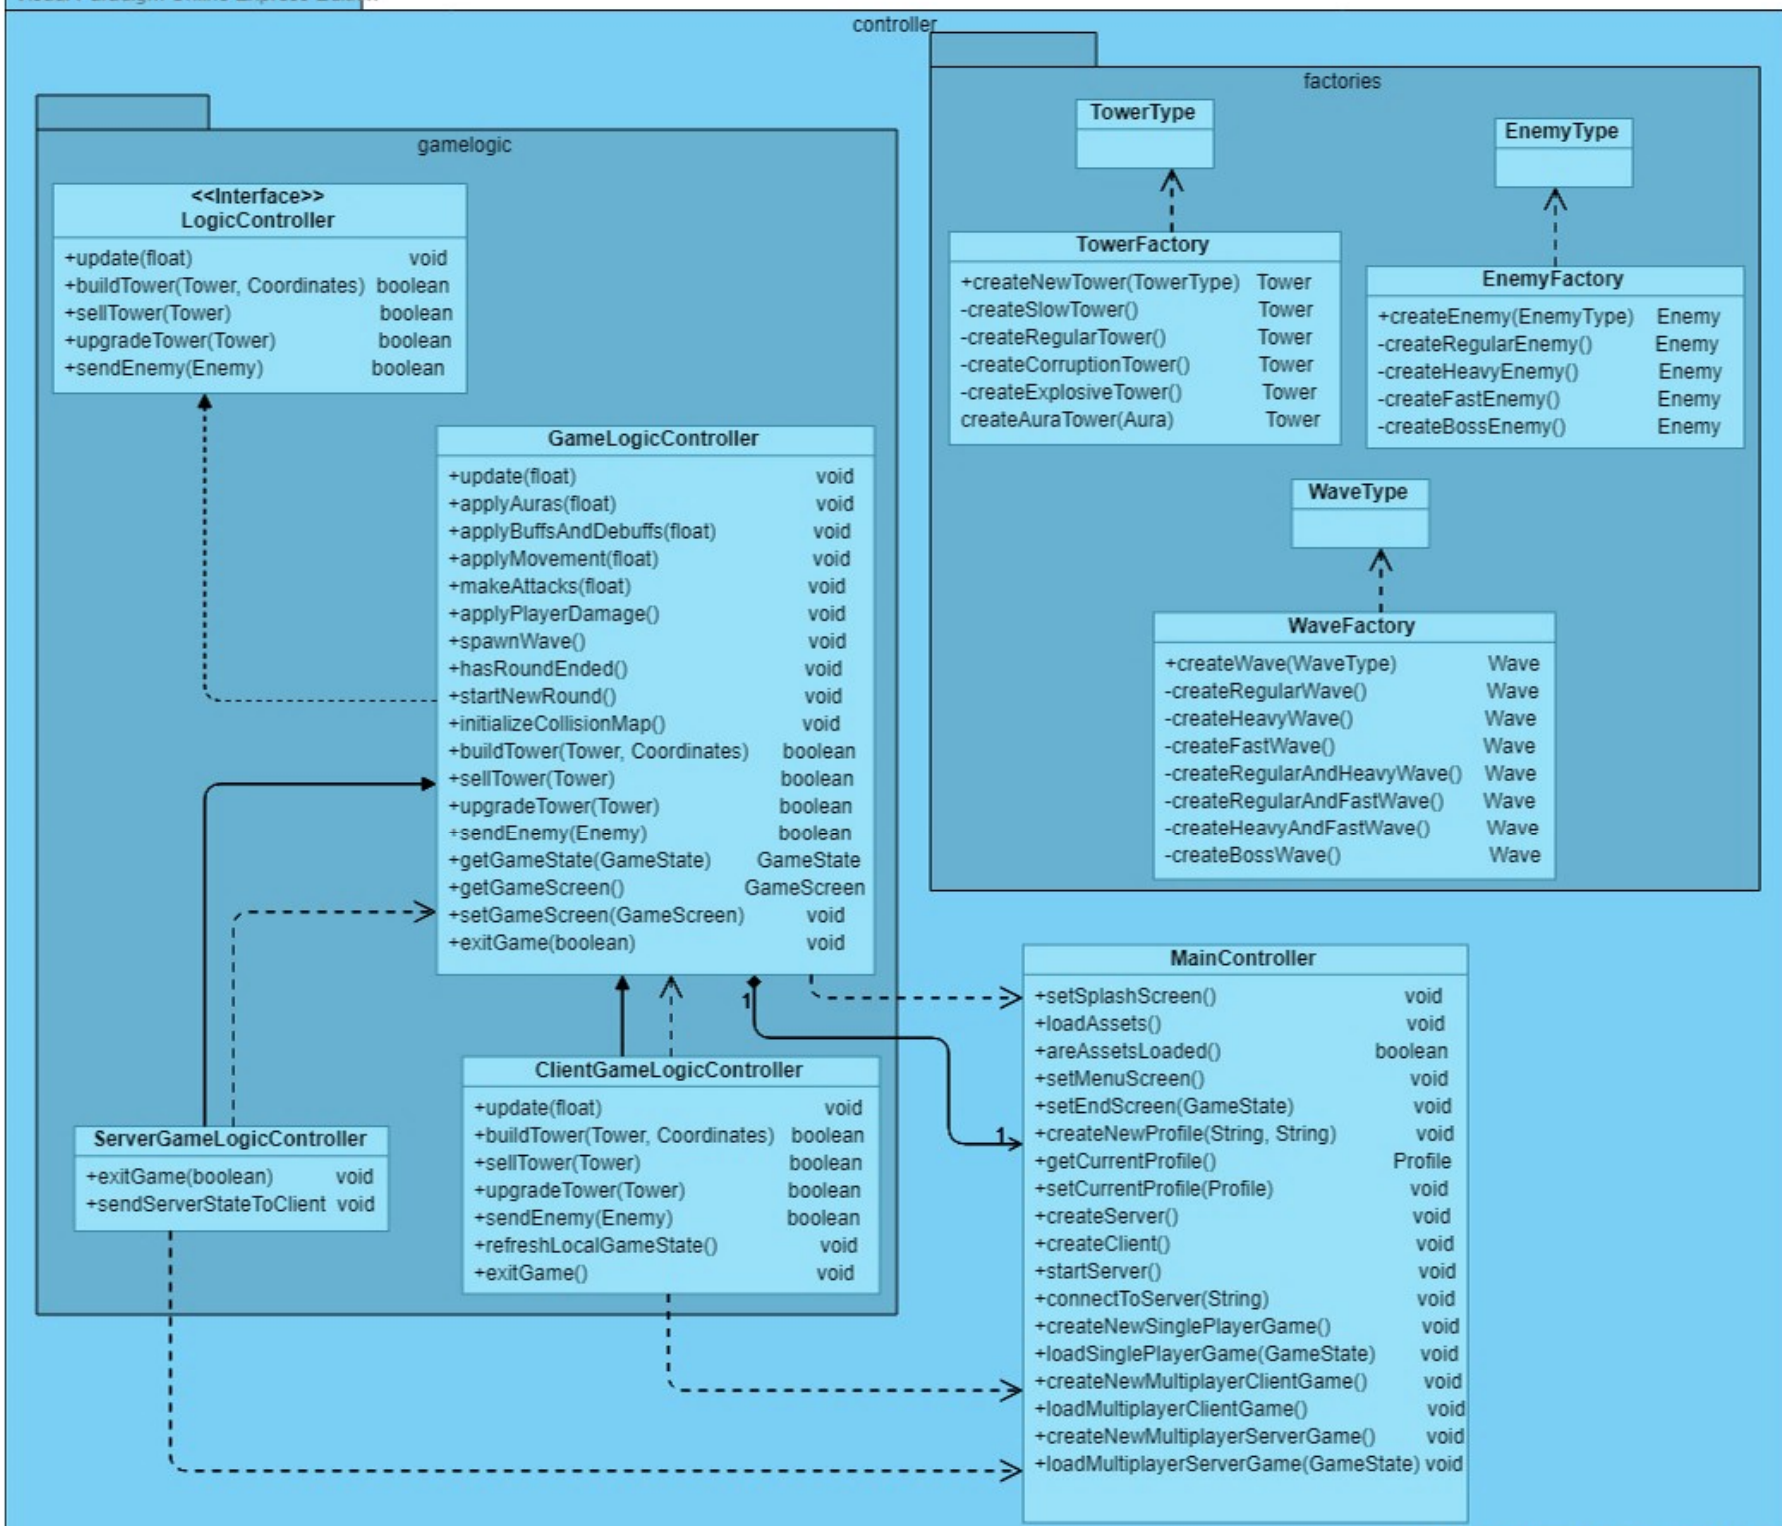 controller
factories
TowerType
EnemyType
TowerFactory
+createNewTower(TowerType) Tower
-createSlowTower() Tower
-createRegularTower() Tower
-createCorruptionTower() Tower
-createExplosiveTower() Tower
createAuraTower(Aura) Tower
EnemyFactory
+createEnemy(EnemyType) Enemy
-createRegularEnemy() Enemy
-createHeavyEnemy() Enemy
-createFastEnemy() Enemy
-createBossEnemy() Enemy
WaveType
WaveFactory
+createWave(WaveType) Wave
-createRegularWave() Wave
-createHeavyWave() Wave
-createFastWave() Wave
-createRegularAndHeavyWave() Wave
-createRegularAndFastWave() Wave
-createHeavyAndFastWave() Wave
-createBossWave() Wave
gamelogic
<<Interface>>
LogicController
+update(float) void
+buildTower(Tower, Coordinates) boolean
+sellTower(Tower) boolean
+upgradeTower(Tower) boolean
+sendEnemy(Enemy) boolean
GameLogicController
+update(float) void
+applyAuras(float) void
+applyBuffsAndDebuffs(float) void
+applyMovement(float) void
+makeAttacks(float) void
+applyPlayerDamage() void
+spawnWave() void
+hasRoundEnded() void
+startNewRound() void
+initializeCollisionMap() void
+buildTower(Tower, Coordinates) boolean
+sellTower(Tower) boolean
+upgradeTower(Tower) boolean
+sendEnemy(Enemy) boolean
+getGameState(GameState) GameState
+getGameScreen() GameScreen
+setGameScreen(GameScreen) void
+exitGame(boolean) void
1
1
ClientGameLogicController
+update(float) void
+buildTower(Tower, Coordinates) boolean
+sellTower(Tower) boolean
+upgradeTower(Tower) boolean
+sendEnemy(Enemy) boolean
+refreshLocalGameState() void
+exitGame() void
ServerGameLogicController
+exitGame(boolean) void
+sendServerStateToClient void
MainController
+setSplashScreen() void
+loadAssets() void
+areAssetsLoaded() boolean
+setMenuScreen() void
+setEndScreen(GameState) void
+createNewProfile(String, String) void
+getCurrentProfile() Profile
+setCurrentProfile(Profile) void
+createServer() void
+createClient() void
+startServer() void
+connectToServer(String) void
+createNewSinglePlayerGame() void
+loadSinglePlayerGame(GameState) void
+createNewMultiplayerClientGame() void
+loadMultiplayerClientGame() void
+createNewMultiplayerServerGame() void
+loadMultiplayerServerGame(GameState) void